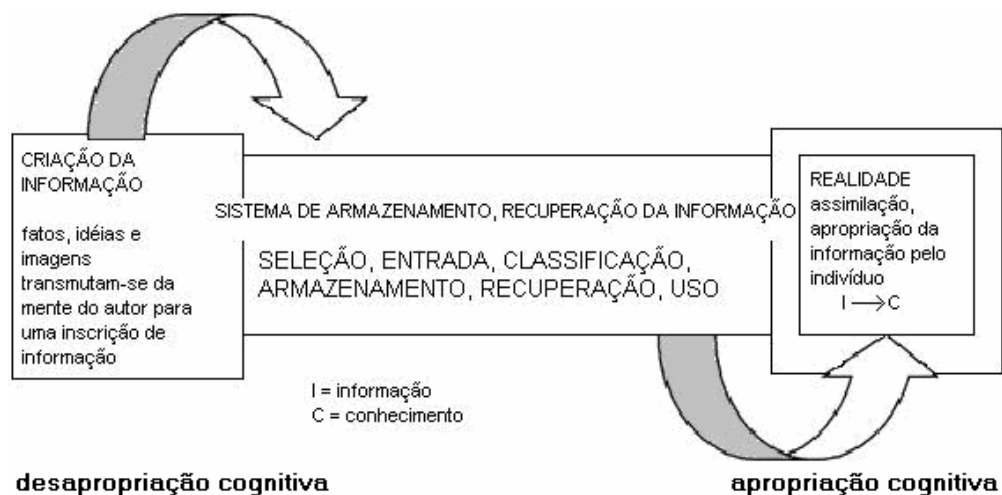 CRIAÇÃO DA
INFORMAÇÃO
fatos, idéias e
imagens
transmutam-se da
mente do autor para
uma inscrição de
informação
SISTEMA DE ARMAZENAMENTO, RECUPERAÇÃO DA INFORMAÇÃO
SELEÇÃO, ENTRADA, CLASSIFICAÇÃO,
ARMAZENAMENTO, RECUPERAÇÃO, USO
REALIDADE
assimilação,
apropriação da
informação pelo
indivíduo
I → C
I = informação
C = conhecimento
desapropriação cognitiva
apropriação cognitiva